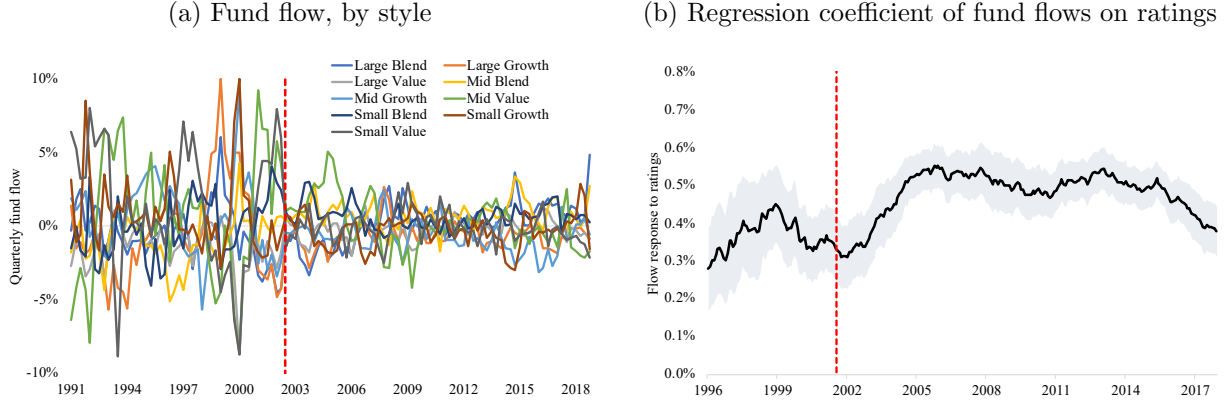 (a) Fund flow, by style
Large Blend Large Growth
Large Value Mid Blend
Mid Growth Mid Value
Small Blend Small Growth
Small Value
Quarterly fund flow
10%
5%
0%
-5%
-10%
1991 1994 1997 2000 2003 2006 2009 2012 2015 2018
(b) Regression coefficient of fund flows on ratings
Flow response to ratings
0.8%
0.7%
0.6%
0.5%
0.4%
0.3%
0.2%
0.1%
0.0%
1996 1999 2002 2005 2008 2011 2014 2017